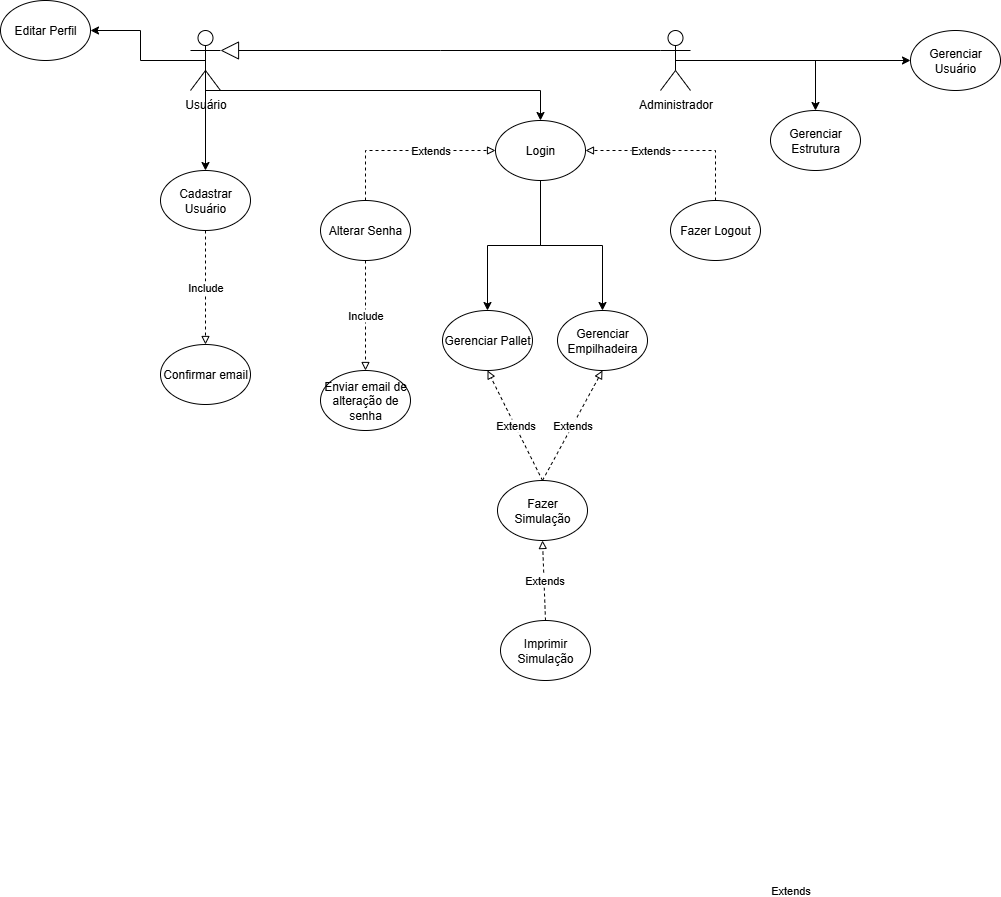 Editar Perfil
Usuário
Administrador
Gerenciar
Usuário
Gerenciar
Estrutura
Extends
Login
Extends
Cadastrar
Usuário
Alterar Senha
Fazer Logout
Include
Include
Gerenciar Pallet
Gerenciar
Empilhadeira
Confirmar email
Enviar email de
alteração de
senha
Extends
Extends
Fazer
Simulação
Extends
Imprimir
Simulação
Extends